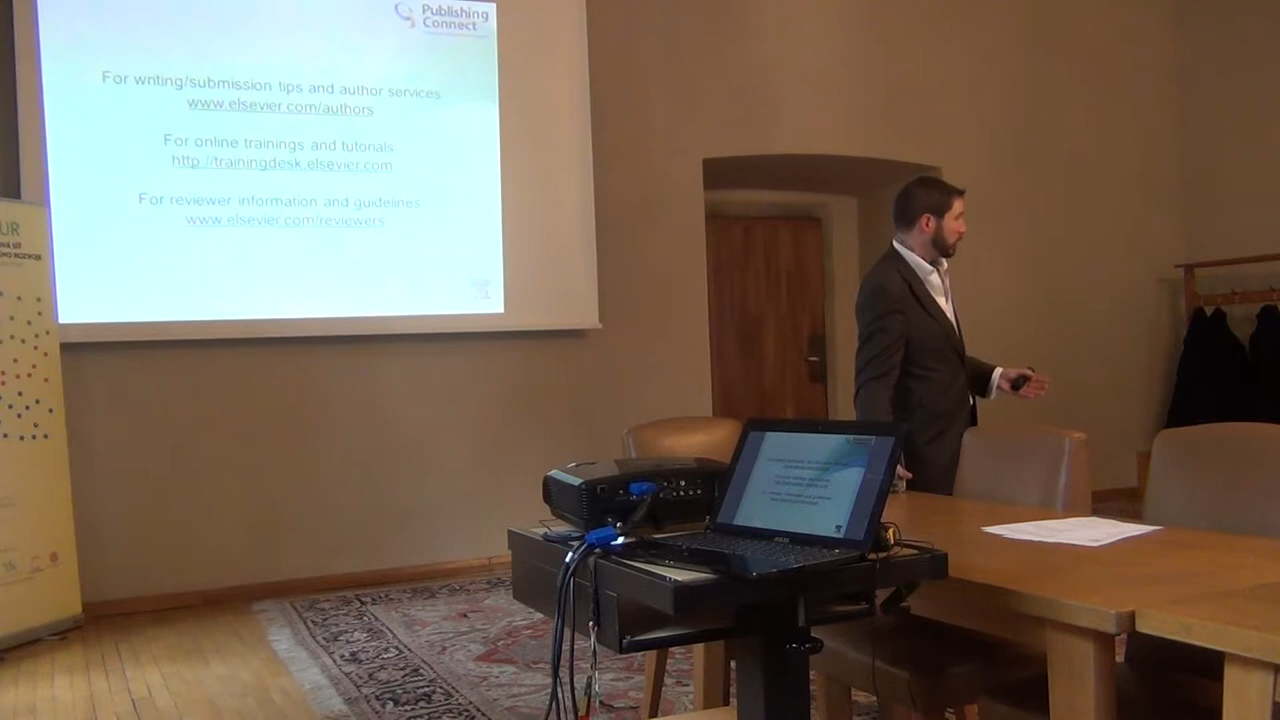 Publishing
Connect
For writing/submission tips and author services
www.elsevier.com/authors
For online trainings and tutorials
http://trainingdesk.elsevier.com
For reviewer information and guidelines
www.elsevier.com/reviewers
UR